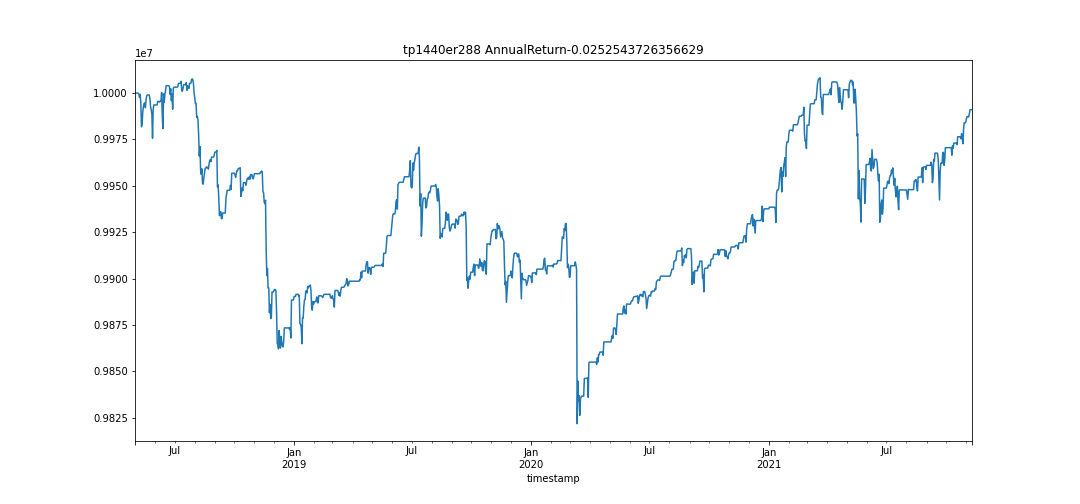 tp1440er288 AnnualReturn-0.0252543726356629
1e7
1.0000
0.9975
0.9950
0.9925
0.9900
0.9875
0.9850
0.9825
Jul Jan Jul Jan Jul Jan Jul
2019 2020 2021
timestamp